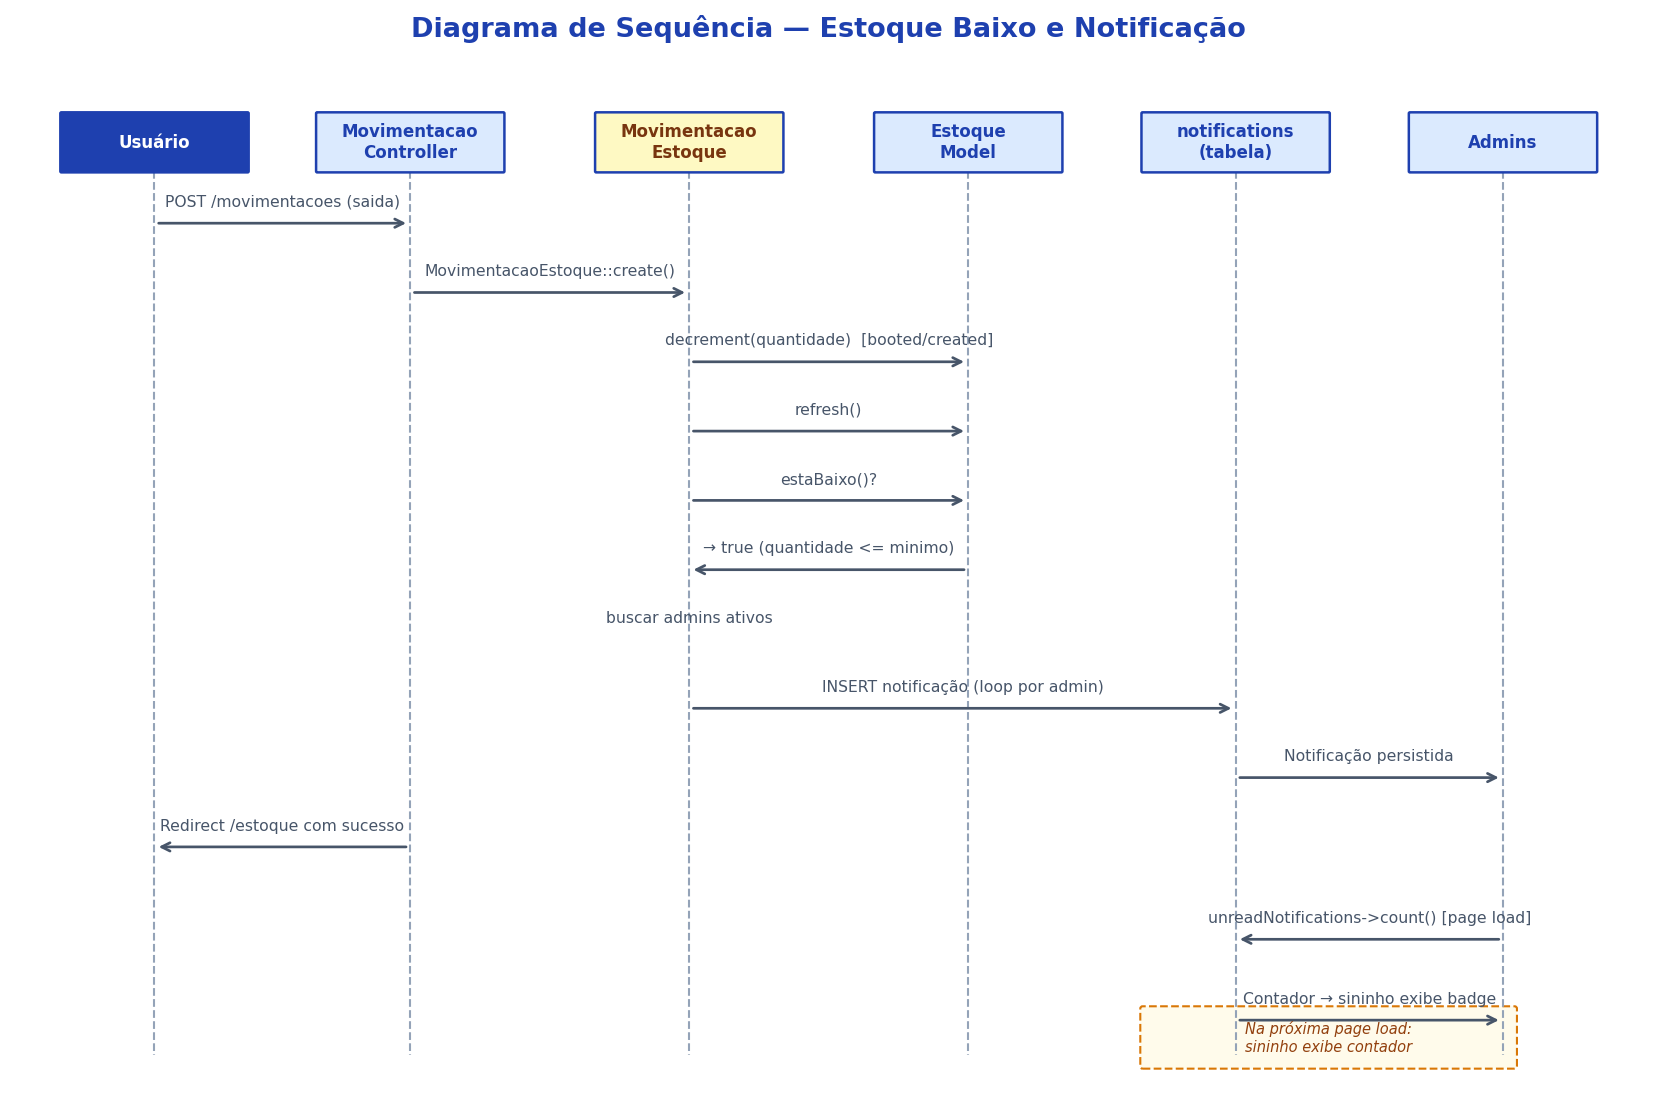 Diagrama de Sequência — Estoque Baixo e Notificação
Usuário
Movimentacao
Controller
Movimentacao
Estoque
Estoque
Model
notifications
(tabela)
Admins
POST /movimentacoes (saida)
MovimentacaoEstoque::create()
decrement(quantidade)  [booted/created]
refresh()
estaBaixo()?
→ true (quantidade <= minimo)
buscar admins ativos
INSERT notificação (loop por admin)
Notificação persistida
Redirect /estoque com sucesso
unreadNotifications->count() [page load]
Contador → sininho exibe badge
Na próxima page load:
sininho exibe contador